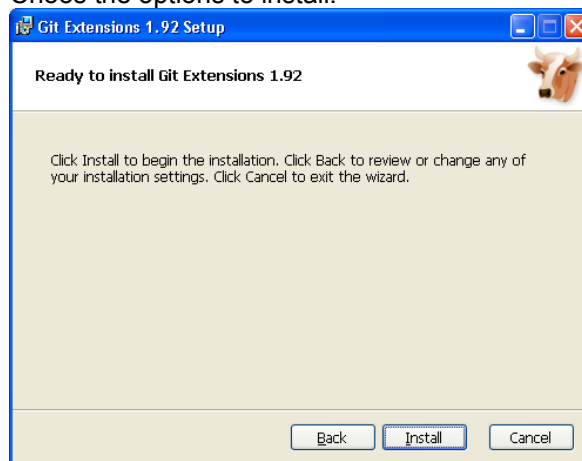 Choos the options to install.
Git Extensions 1.92 Setup
Ready to install Git Extensions 1.92
Click Install to begin the installation. Click Back to review or change any of
your installation settings. Click Cancel to exit the wizard.
Back Install Cancel